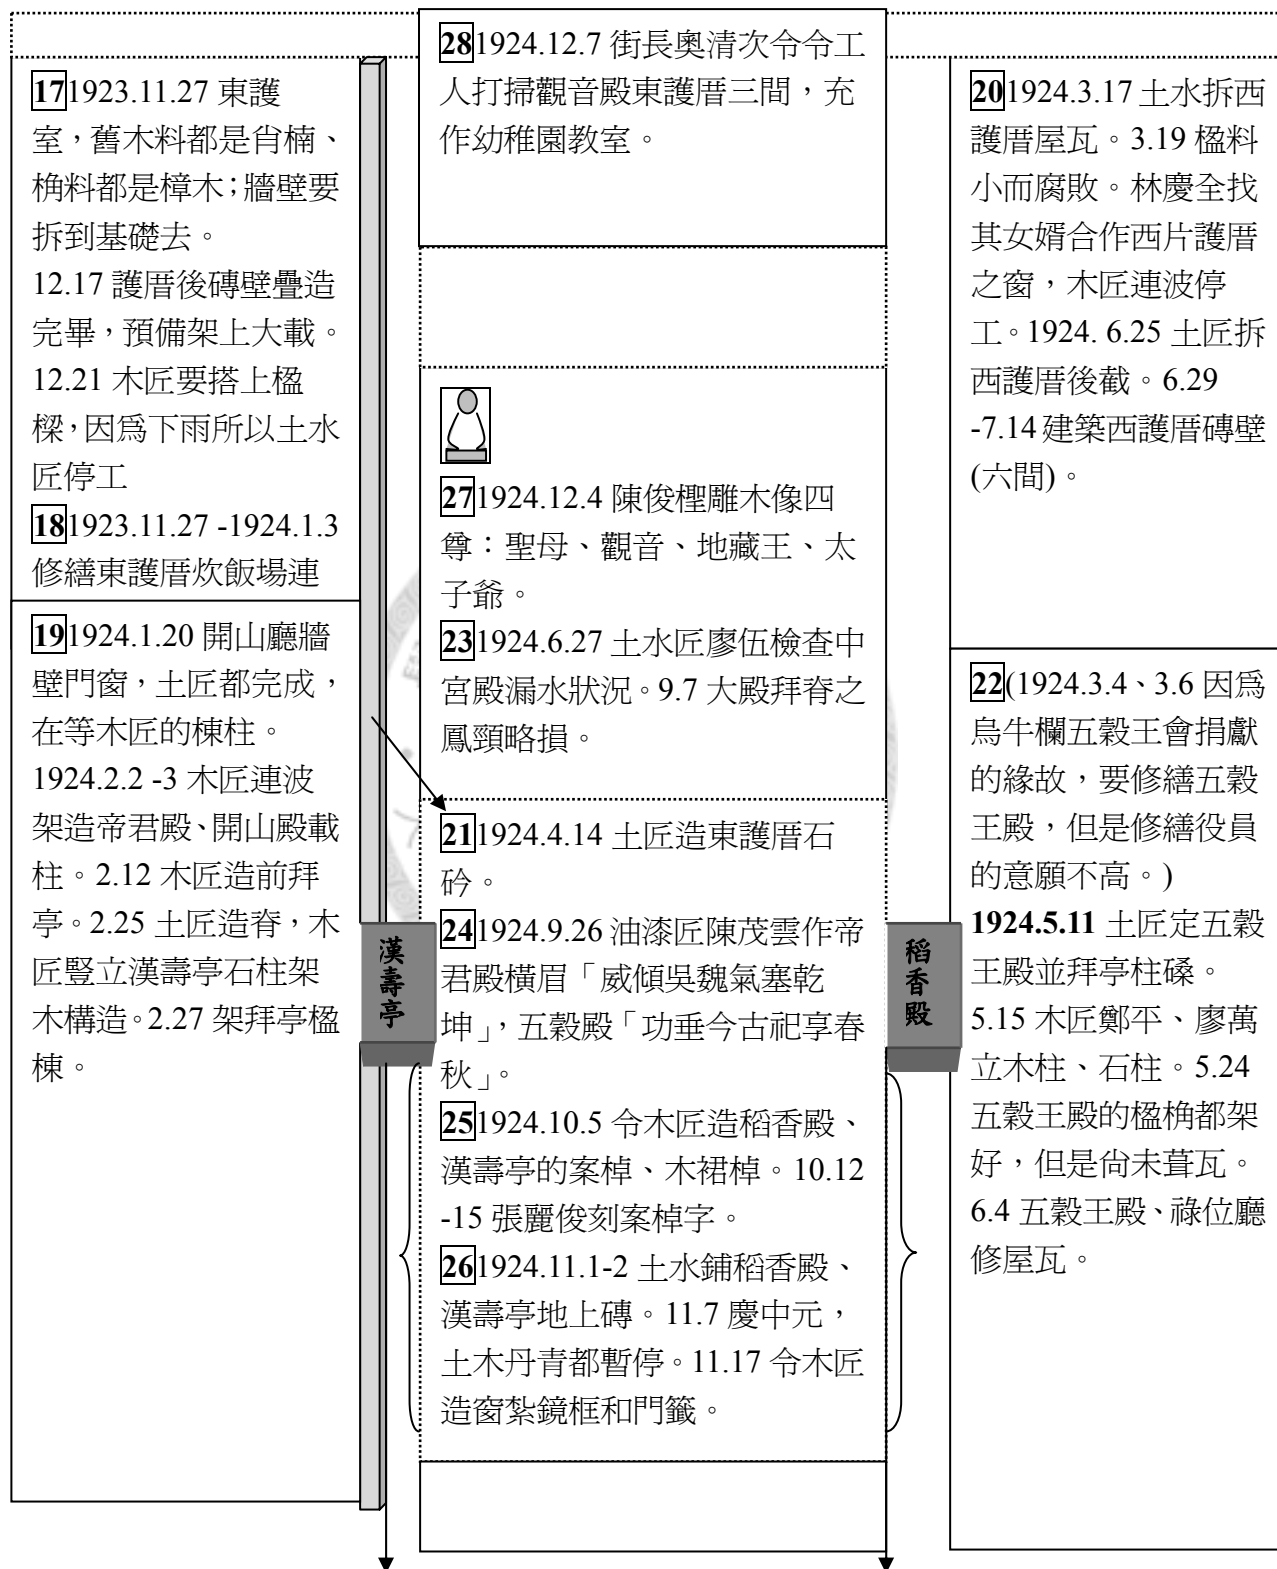 17 1923.11.27 東護
室，舊木料都是肖楠、
桷料都是樟木；牆壁要
拆到基礎去。
12.17 護厝後磚壁疊造
完畢，預備架上大載。
12.21 木匠要搭上楹
樑，因為下雨所以土水
匠停工
18 1923.11.27 -1924.1.3
修繕東護厝炊飯場連
19 1924.1.20 開山廳牆
壁門窗，土匠都完成，
在等木匠的棟柱。
1924.2.2 -3 木匠連波
架造帝君殿、開山殿載
柱。2.12 木匠造前拜
亭。2.25 土匠造脊，木
匠豎立漢壽亭石柱架
木構造。2.27 架拜亭楹
棟。
漢壽亭
28 1924.12.7 街長奧清次令令工
人打掃觀音殿東護厝三間，充
作幼稚園教室。
27 1924.12.4 陳俊檉雕木像四
尊：聖母、觀音、地藏王、太
子爺。
23 1924.6.27 土水匠廖伍檢查中
宮殿漏水狀況。9.7 大殿拜脊之
鳳頸略損。
21 1924.4.14 土匠造東護厝石
砛。
24 1924.9.26 油漆匠陳茂雲作帝
君殿橫眉「威傾吳魏氣塞乾
坤」，五穀殿「功垂今古祀享春
秋」。
25 1924.10.5 令木匠造稻香殿、
漢壽亭的案棹、木裙棹。10.12
-15 張麗俊刻案棹字。
26 1924.11.1-2 土水鋪稻香殿、
漢壽亭地上磚。11.7 慶中元，
土木丹青都暫停。11.17 令木匠
造窗紮鏡框和門籤。
稻香殿
20 1924.3.17 土水拆西
護厝屋瓦。3.19 楹料
小而腐敗。林慶全找
其女婿合作西片護厝
之窗，木匠連波停
工。1924. 6.25 土匠拆
西護厝後截。6.29
-7.14 建築西護厝磚壁
(六間)。
22 (1924.3.4、3.6 因為
烏牛欄五穀王會捐獻
的緣故，要修繕五穀
王殿，但是修繕役員
的意願不高。)
1924.5.11 土匠定五穀
王殿並拜亭柱磉。
5.15 木匠鄭平、廖萬
立木柱、石柱。5.24
五穀王殿的楹桷都架
好，但是尚未葺瓦。
6.4 五穀王殿、祿位廳
修屋瓦。